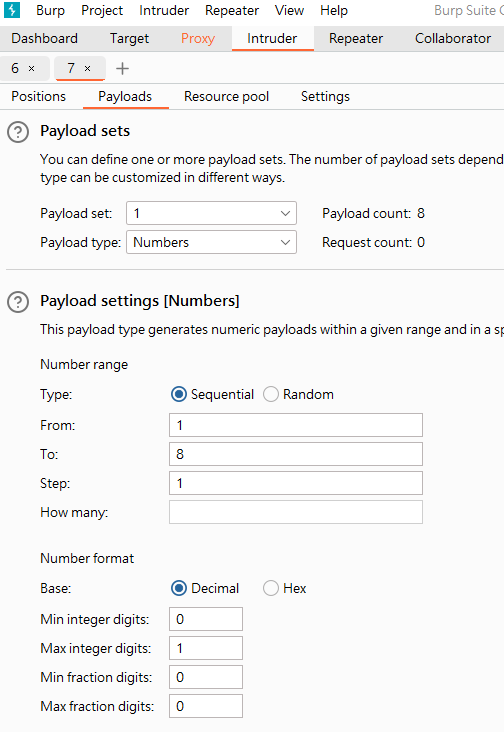 Burp Project Intruder Repeater View Help Burp Suite C
Dashboard Target Proxy Intruder Repeater Collaborator
6 × 7 × +
Positions Payloads Resource pool Settings
? Payload sets
You can define one or more payload sets. The number of payload sets depend
type can be customized in different ways.
Payload set: 1 Payload count: 8
Payload type: Numbers Request count: 0
? Payload settings [Numbers]
This payload type generates numeric payloads within a given range and in a sp
Number range
Type: Sequential Random
From: 1
To: 8
Step: 1
How many:
Number format
Base: Decimal Hex
Min integer digits: 0
Max integer digits: 1
Min fraction digits: 0
Max fraction digits: 0